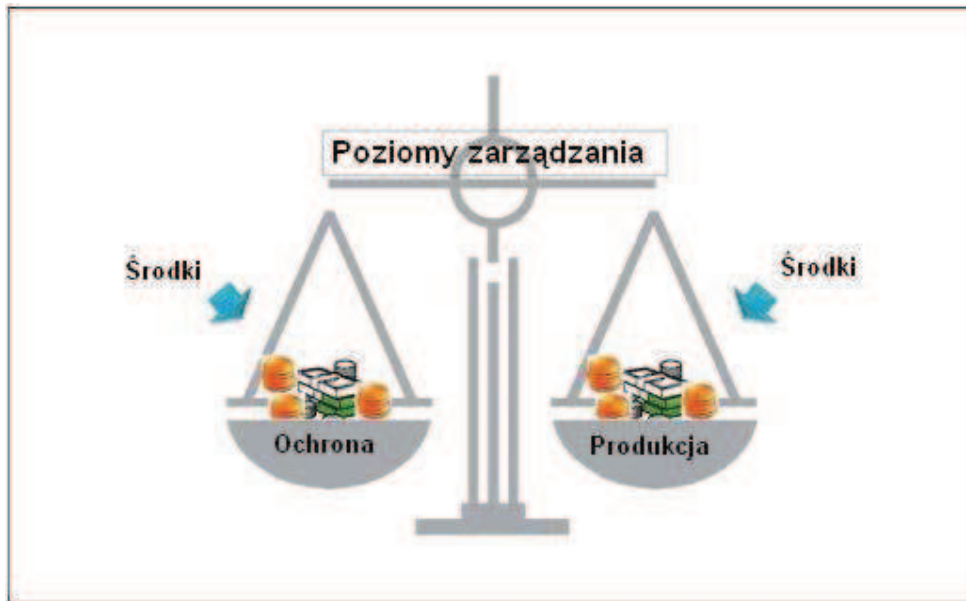 Poziomy zarządzania
Środki
Środki
Ochrona
Produkcja